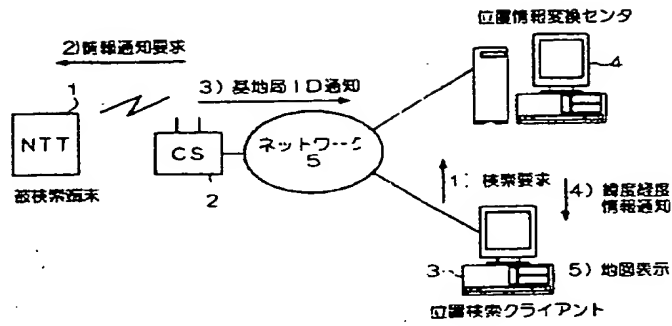 位置情報変換センタ
2)情報通知要求
4
1
3) 基地局ID通知
NTT
CS
ネットワーク
5
被検索端末
2
1) 検索要求
4) 緯度経度
情報通知
3
5) 地図表示
位置検索クライアント